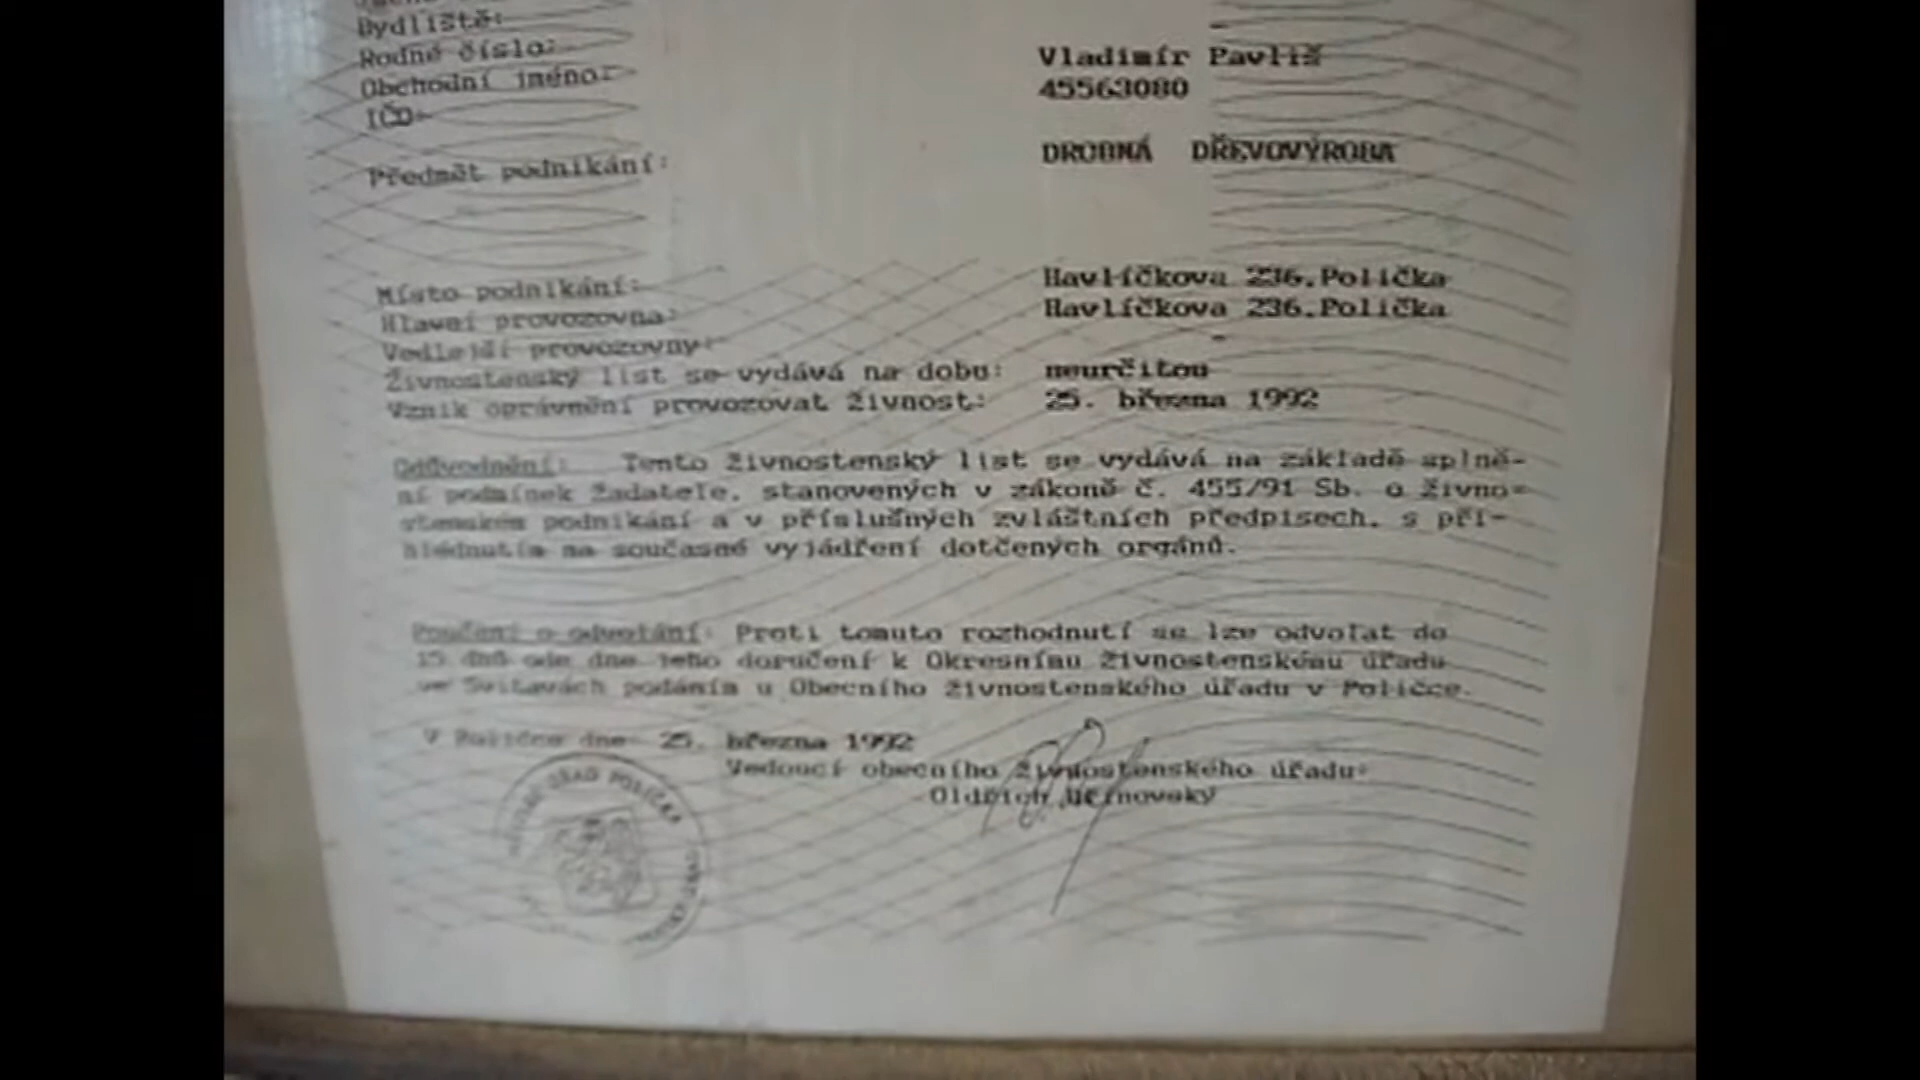 Bydliště:
Rodné číslo:
Obchodní jméno: Vladimír Pavliš
IČO: 45563080
Předmět podnikání: DROBNÁ DŘEVOVÝROBA
Místo podnikání: Havlíčkova 236,Polička
Hlavní provozovna: Havlíčkova 236,Polička
Vedlejší provozovny: -
Živnostenský list se vydává na dobu: neurčitou
Vznik oprávnění provozovat živnost: 25. března 1992
Odůvodnění: Tento živnostenský list se vydává na základě splně-
ní podmínek žadatele, stanovených v zákoně č. 455/91 Sb. o živno-
stenském podnikání a v příslušných zvláštních předpisech, s při-
hlédnutím na současné vyjádření dotčených orgánů.
Poučení o odvolání: Proti tomuto rozhodnutí se lze odvolat do
15 dnů ode dne jeho doručení k Okresnímu živnostenskému úřadu
ve Svitavách podáním u Obecního živnostenského úřadu v Poličce.
V Poličce dne: 25. března 1992
Vedoucí obecního živnostenského úřadu:
Oldřich
ÚŘAD POLIČKA